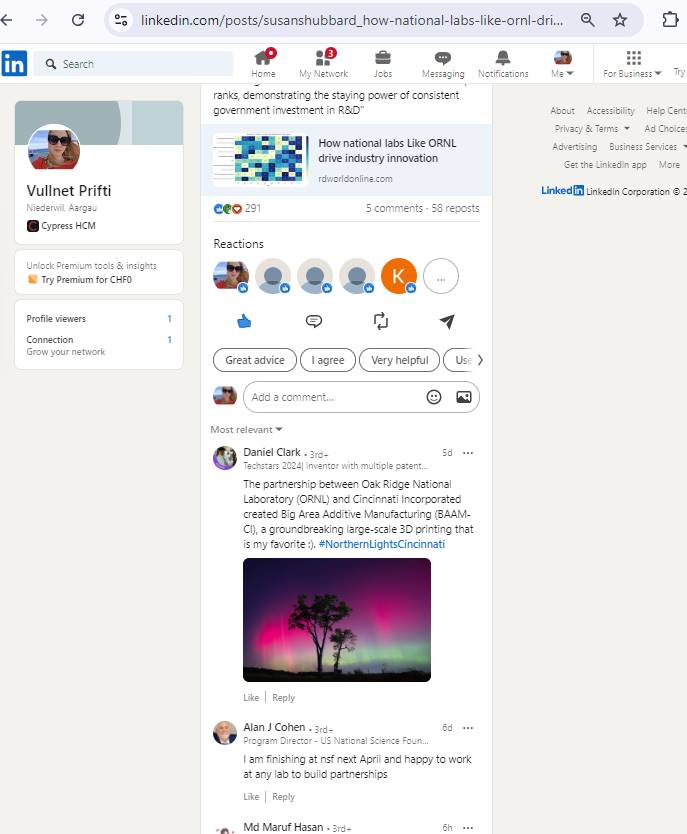 linkedin.com/posts/susanshubbard_how-national-labs-like-ornl-dri...
in
Search
Home
3
My Network
Jobs
Messaging
Notifications
Me
For Business
Try
Vullnet Prifti
Niederwil, Aargau
Cypress HCM
Unlock Premium tools & insights
Try Premium for CHF0
Profile viewers 1
Connection 1
Grow your network
ranks, demonstrating the staying power of consistent
government investment in R&D"
How national labs Like ORNL
drive industry innovation
rdworldonline.com
291
5 comments · 58 reposts
Reactions
K
...
Great advice
I agree
Very helpful
Use
Add a comment...
Most relevant
Daniel Clark • 3rd+
5d
Techstars 2024| Inventor with multiple patent...
The partnership between Oak Ridge National
Laboratory (ORNL) and Cincinnati Incorporated
created Big Area Additive Manufacturing (BAAM-
CI), a groundbreaking large-scale 3D printing that
is my favorite :). #NorthernLightsCincinnati
Like | Reply
Alan J Cohen • 3rd+
6d
Program Director - US National Science Foun...
I am finishing at nsf next April and happy to work
at any lab to build partnerships
Like | Reply
Md Maruf Hasan • 3rd+
6h
About Accessibility Help Cent
Privacy & Terms Ad Choices
Advertising Business Services
Get the LinkedIn app More
LinkedIn LinkedIn Corporation © 2